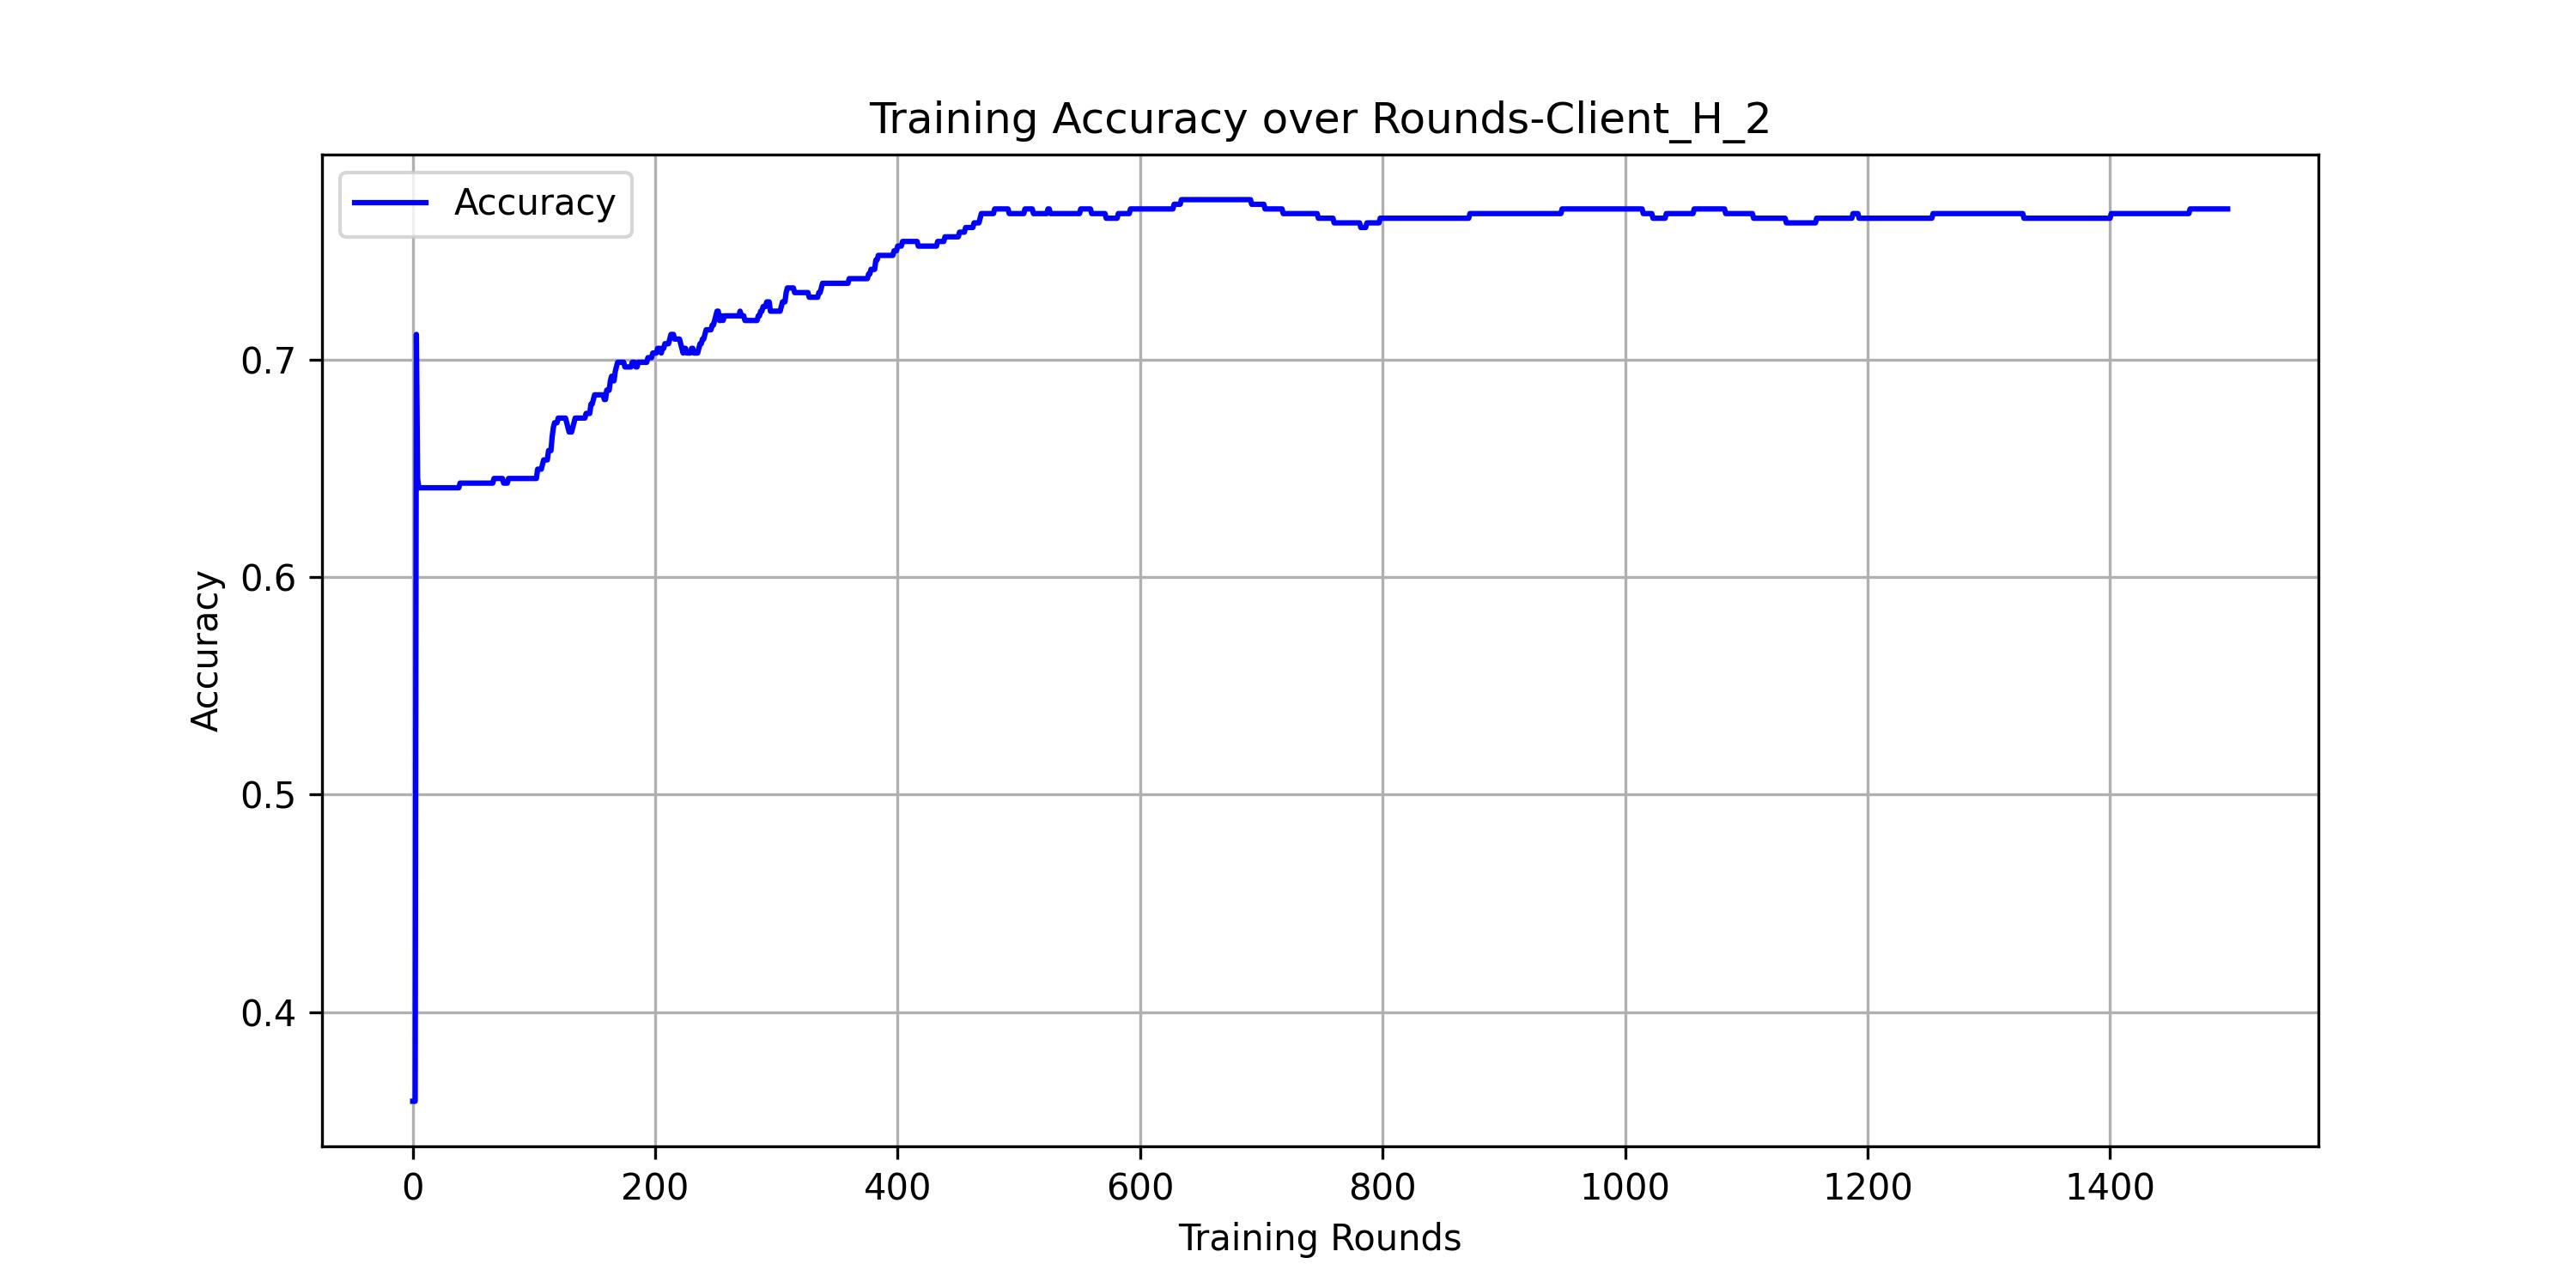 Training Accuracy over Rounds-Client_H_2
Accuracy
0.7
0.6
0.5
0.4
Accuracy
0 200 400 600 800 1000 1200 1400
Training Rounds